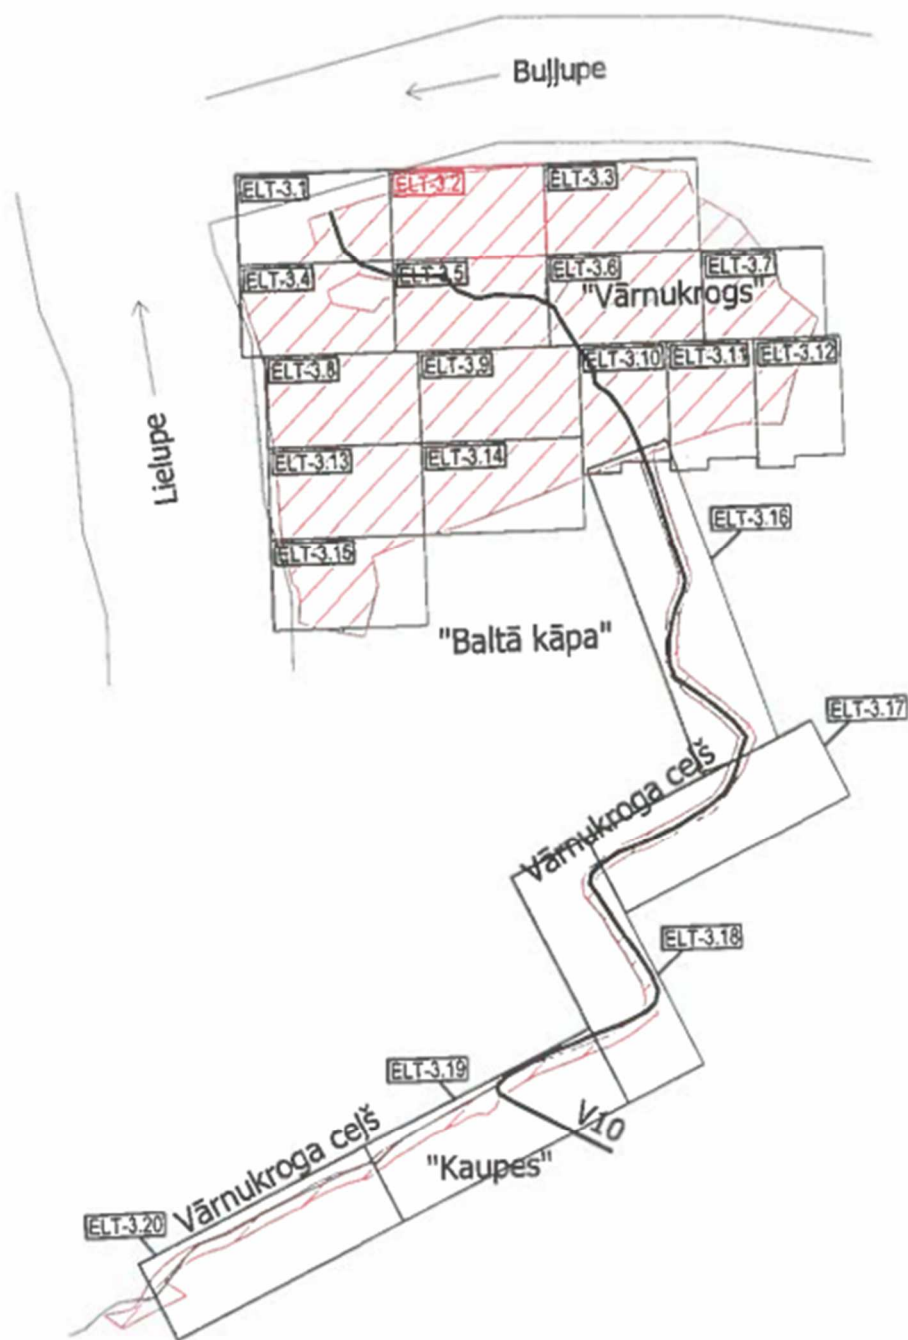 Buļļupe
ELT-3.1
ELT-3.2
ELT-3.3
ELT-3.4
ELT-3.5
ELT-3.6
ELT-3.7
"Vārnukrogs"
ELT-3.8
ELT-3.9
ELT-3.10
ELT-3.11
ELT-3.12
Lielupe
ELT-3.13
ELT-3.14
ELT-3.15
ELT-3.16
"Baltā kāpa"
ELT-3.17
Vārnukroga ceļš
ELT-3.18
ELT-3.19
V10
Vārnukroga ceļš
"Kaupes"
ELT-3.20